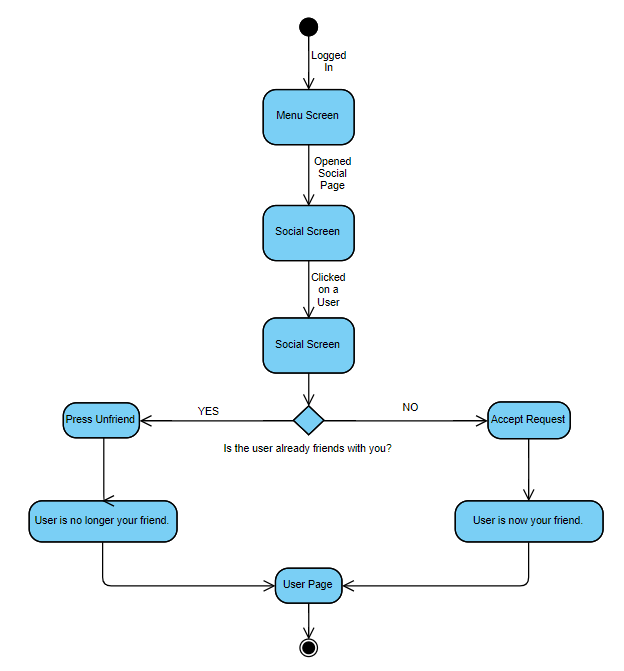 Logged
In
Menu Screen
Opened
Social
Page
Social Screen
Clicked
on a
User
Social Screen
YES
NO
Press Unfriend
Accept Request
Is the user already friends with you?
User is no longer your friend.
User is now your friend.
User Page